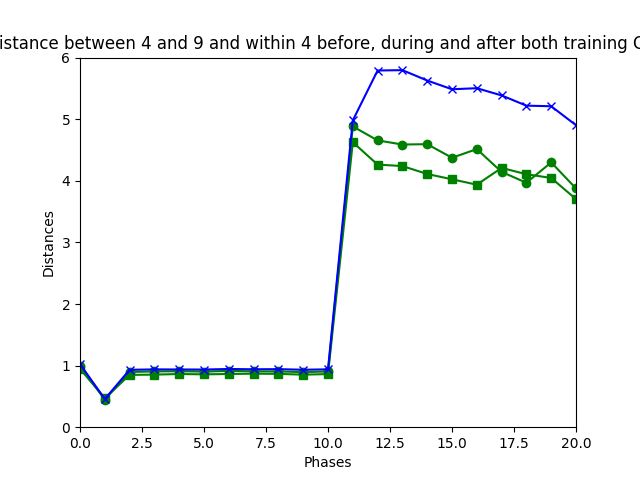 istance between 4 and 9 and within 4 before, during and after both training
6
5
4
3
2
1
0
Distances
0.0 2.5 5.0 7.5 10.0 12.5 15.0 17.5 20.0
Phases